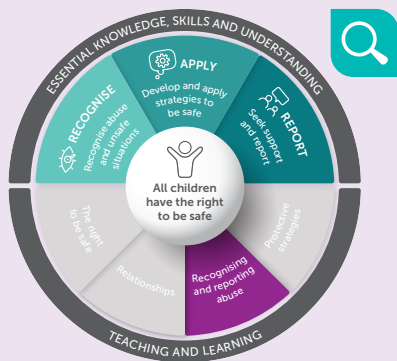 ESSENTIAL KNOWLEDGE, SKILLS AND UNDERSTANDING
RECOGNISE
Recognise abuse
and unsafe
situations
APPLY
Develop and apply
strategies to
be safe
REPORT
Seek support
and report
All children
have the right
to be safe
The right
to be safe
Relationships
Recognising
and reporting
abuse
Protective
strategies
TEACHING AND LEARNING